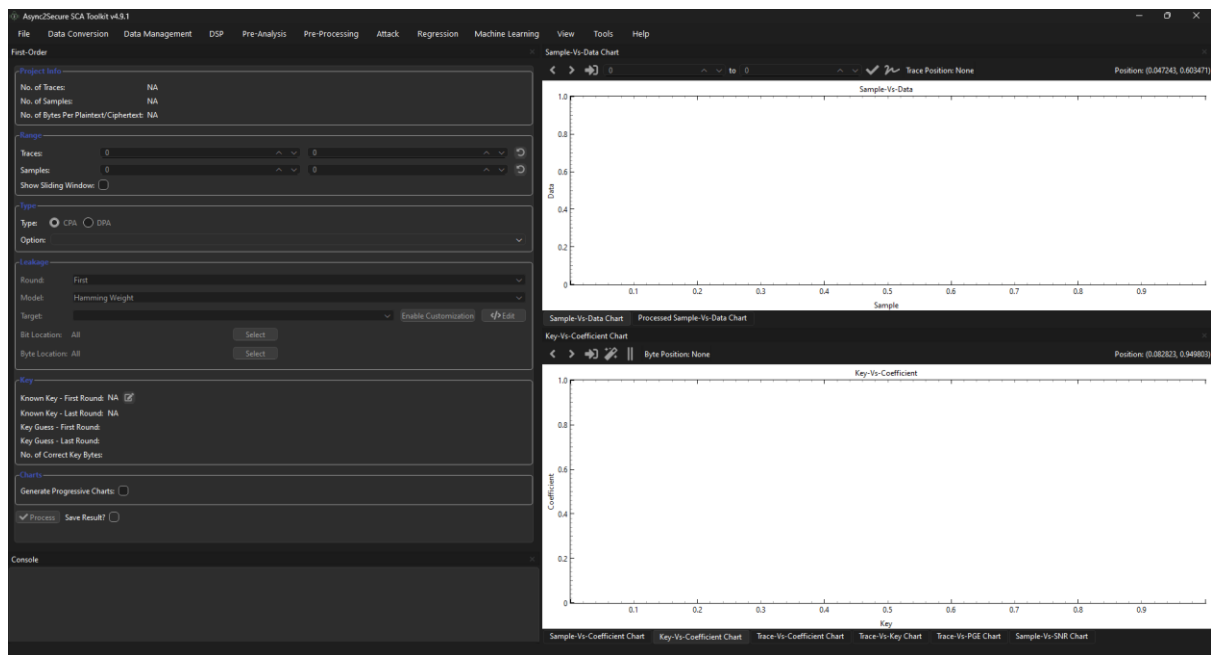 Async2Secure SCA Toolkit v4.9.1
File Data Conversion Data Management DSP Pre-Analysis Pre-Processing Attack Regression Machine Learning View Tools Help
First-Order
Project Info
No. of Traces: NA
No. of Samples: NA
No. of Bytes Per Plaintext/Ciphertext: NA
Range
Traces: 0 0
Samples: 0 0
Show Sliding Window:
Type
Type: CPA DPA
Option:
Leakage
Round: First
Model: Hamming Weight
Target: Enable Customization </> Edit
Bit Location: All Select
Byte Location: All Select
Key
Known Key - First Round: NA
Known Key - Last Round: NA
Key Guess - First Round:
Key Guess - Last Round:
No. of Correct Key Bytes:
Charts
Generate Progressive Charts:
Process Save Result?
Console
Sample-Vs-Data Chart
0 to 0 Trace Position: None Position: (0.047243, 0.603471)
Sample-Vs-Data
1.0
0.8
0.6
Data
0.4
0.2
0
0.1 0.2 0.3 0.4 0.5 0.6 0.7 0.8 0.9
Sample
Sample-Vs-Data Chart Processed Sample-Vs-Data Chart
Key-Vs-Coefficient Chart
Byte Position: None Position: (0.082823, 0.949803)
Key-Vs-Coefficient
1.0
0.8
0.6
Coefficient
0.4
0.2
0
0.1 0.2 0.3 0.4 0.5 0.6 0.7 0.8 0.9
Key
Sample-Vs-Coefficient Chart Key-Vs-Coefficient Chart Trace-Vs-Coefficient Chart Trace-Vs-Key Chart Trace-Vs-PGE Chart Sample-Vs-SNR Chart